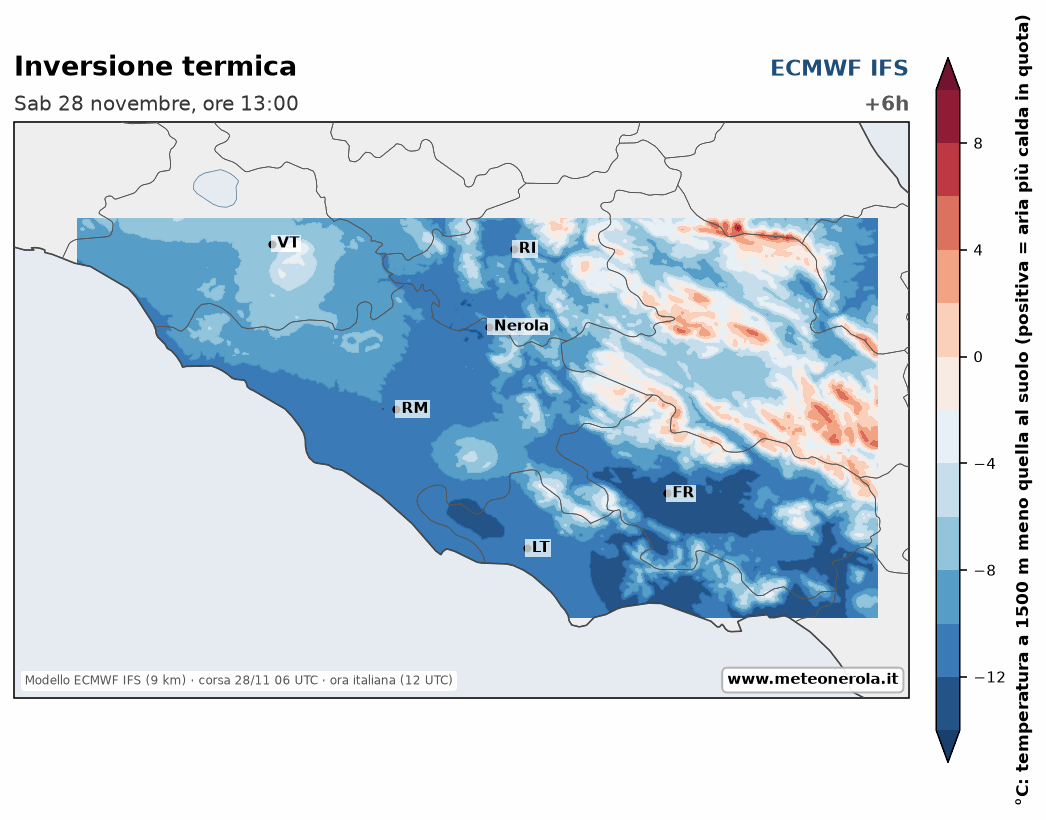 Inversione termica
ECMWF IFS
Sab 28 novembre, ore 13:00
+6h
VT
RI
Nerola
RM
FR
LT
8
4
0
−4
−8
−12
°C: temperatura a 1500 m meno quella al suolo (positiva = aria più calda in quota)
Modello ECMWF IFS (9 km) · corsa 28/11 06 UTC · ora italiana (12 UTC)
www.meteonerola.it